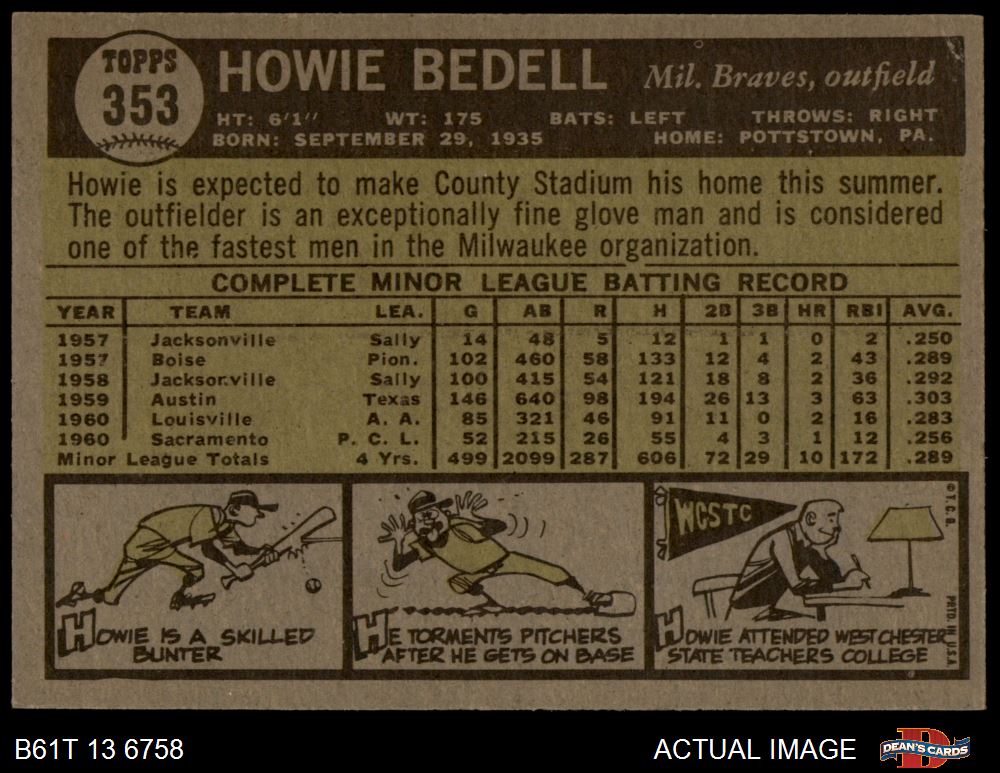 TOPPS
353
HOWIE BEDELL Mil. Braves, outfield
HT: 6'1" WT: 175 BATS: LEFT THROWS: RIGHT
BORN: SEPTEMBER 29, 1935 HOME: POTTSTOWN, PA.
Howie is expected to make County Stadium his home this summer.
The outfielder is an exceptionally fine glove man and is considered
one of the fastest men in the Milwaukee organization.
COMPLETE MINOR LEAGUE BATTING RECORD
YEAR TEAM LEA. G AB R H 2B 3B HR RBI AVG.
1957 Jacksonville Sally 14 48 5 12 1 1 0 2 .250
1957 Boise Pion. 102 460 58 133 12 4 2 43 .289
1958 Jacksonville Sally 100 415 54 121 18 8 2 36 .292
1959 Austin Texas 146 640 98 194 26 13 3 63 .303
1960 Louisville A. A. 85 321 46 91 11 0 2 16 .283
1960 Sacramento P. C. L. 52 215 26 55 4 3 1 12 .256
Minor League Totals 4 Yrs. 499 2099 287 606 72 29 10 172 .289
HOWIE IS A SKILLED
BUNTER
HE TORMENTS PITCHERS
AFTER HE GETS ON BASE
WCSTC
HOWIE ATTENDED WEST CHESTER
STATE TEACHERS COLLEGE
© T. C. G.
PRTD. IN U.S.A.
B61T 13 6758
ACTUAL IMAGE
DEAN'S CARDS